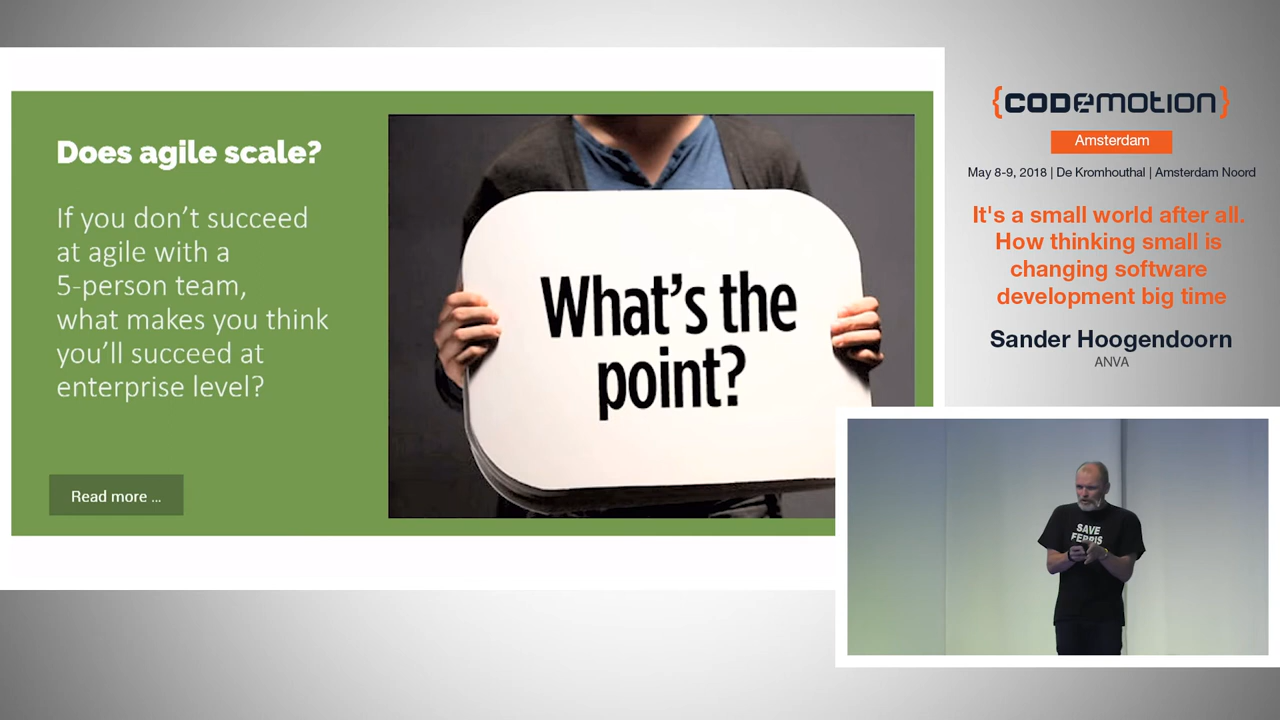 Does agile scale?
If you don’t succeed
at agile with a
5-person team,
what makes you think
you’ll succeed at
enterprise level?
Read more ...
What’s the
point?
{CODEMOTION}
Amsterdam
May 8-9, 2018 | De Kromhouthal | Amsterdam Noord
It's a small world after all.
How thinking small is
changing software
development big time
Sander Hoogendoorn
ANVA
SAVE
FERRIS